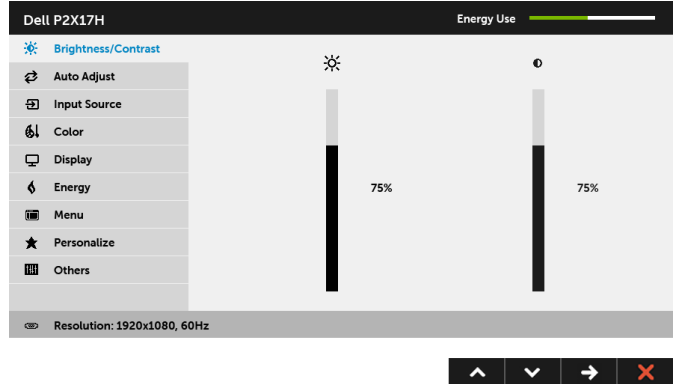 Dell P2X17H
Energy Use
Brightness/Contrast
Auto Adjust
Input Source
Color
Display
Energy
Menu
Personalize
Others
75%
75%
Resolution: 1920x1080, 60Hz